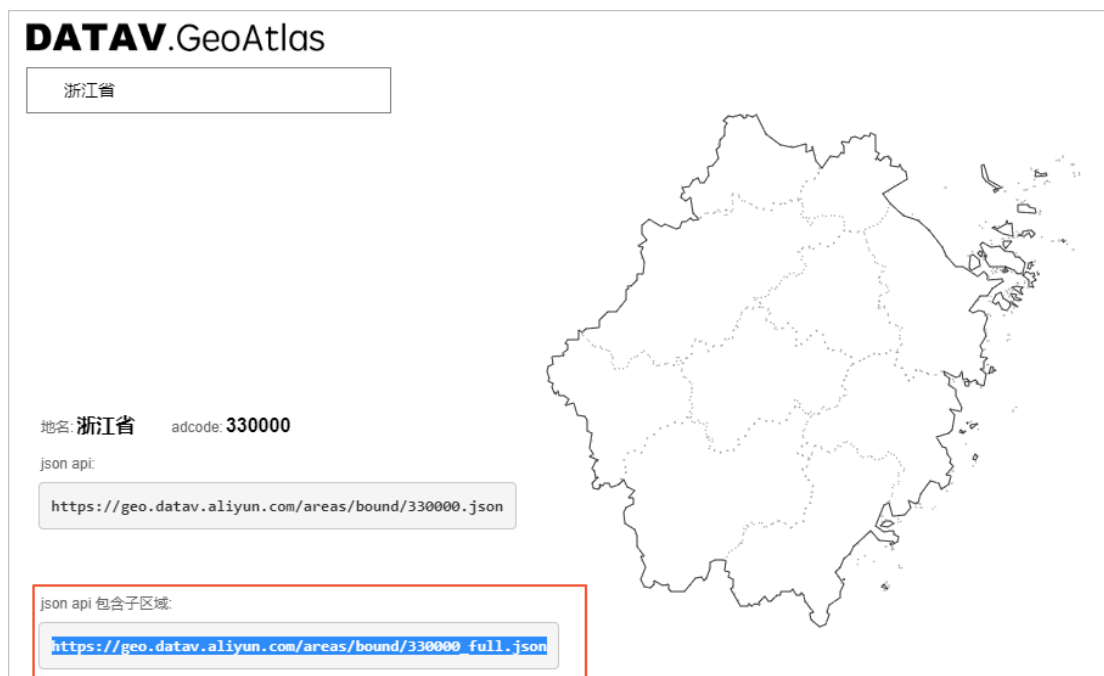 DATAV.GeoAtlas
浙江省
地名:浙江省 adcode:330000
json api:
https://geo.datav.aliyun.com/areas/bound/330000.json
json api 包含子区域:
https://geo.datav.aliyun.com/areas/bound/330000_full.json